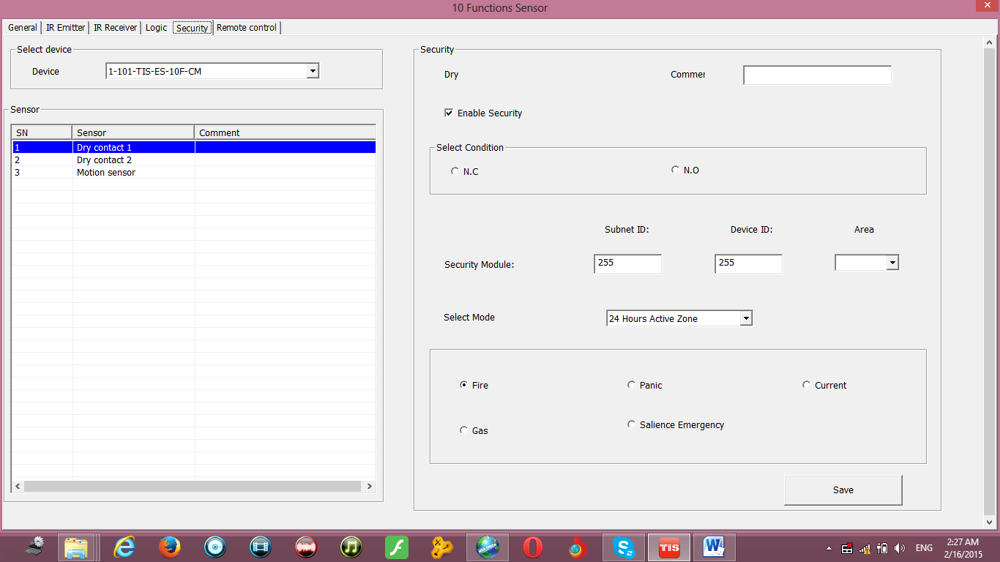 10 Functions Sensor
General IR Emitter IR Receiver Logic Security Remote control
Select device
Device 1-101-TIS-ES-10F-CM
Sensor
SN Sensor Comment
1 Dry contact 1
2 Dry contact 2
3 Motion sensor
Security
Dry Commer
Enable Security
Select Condition
N.C N.O
Subnet ID: Device ID: Area
Security Module: 255 255
Select Mode 24 Hours Active Zone
Fire Panic Current
Gas Salience Emergency
Save
TIS
ENG
2:27 AM
2/16/2015